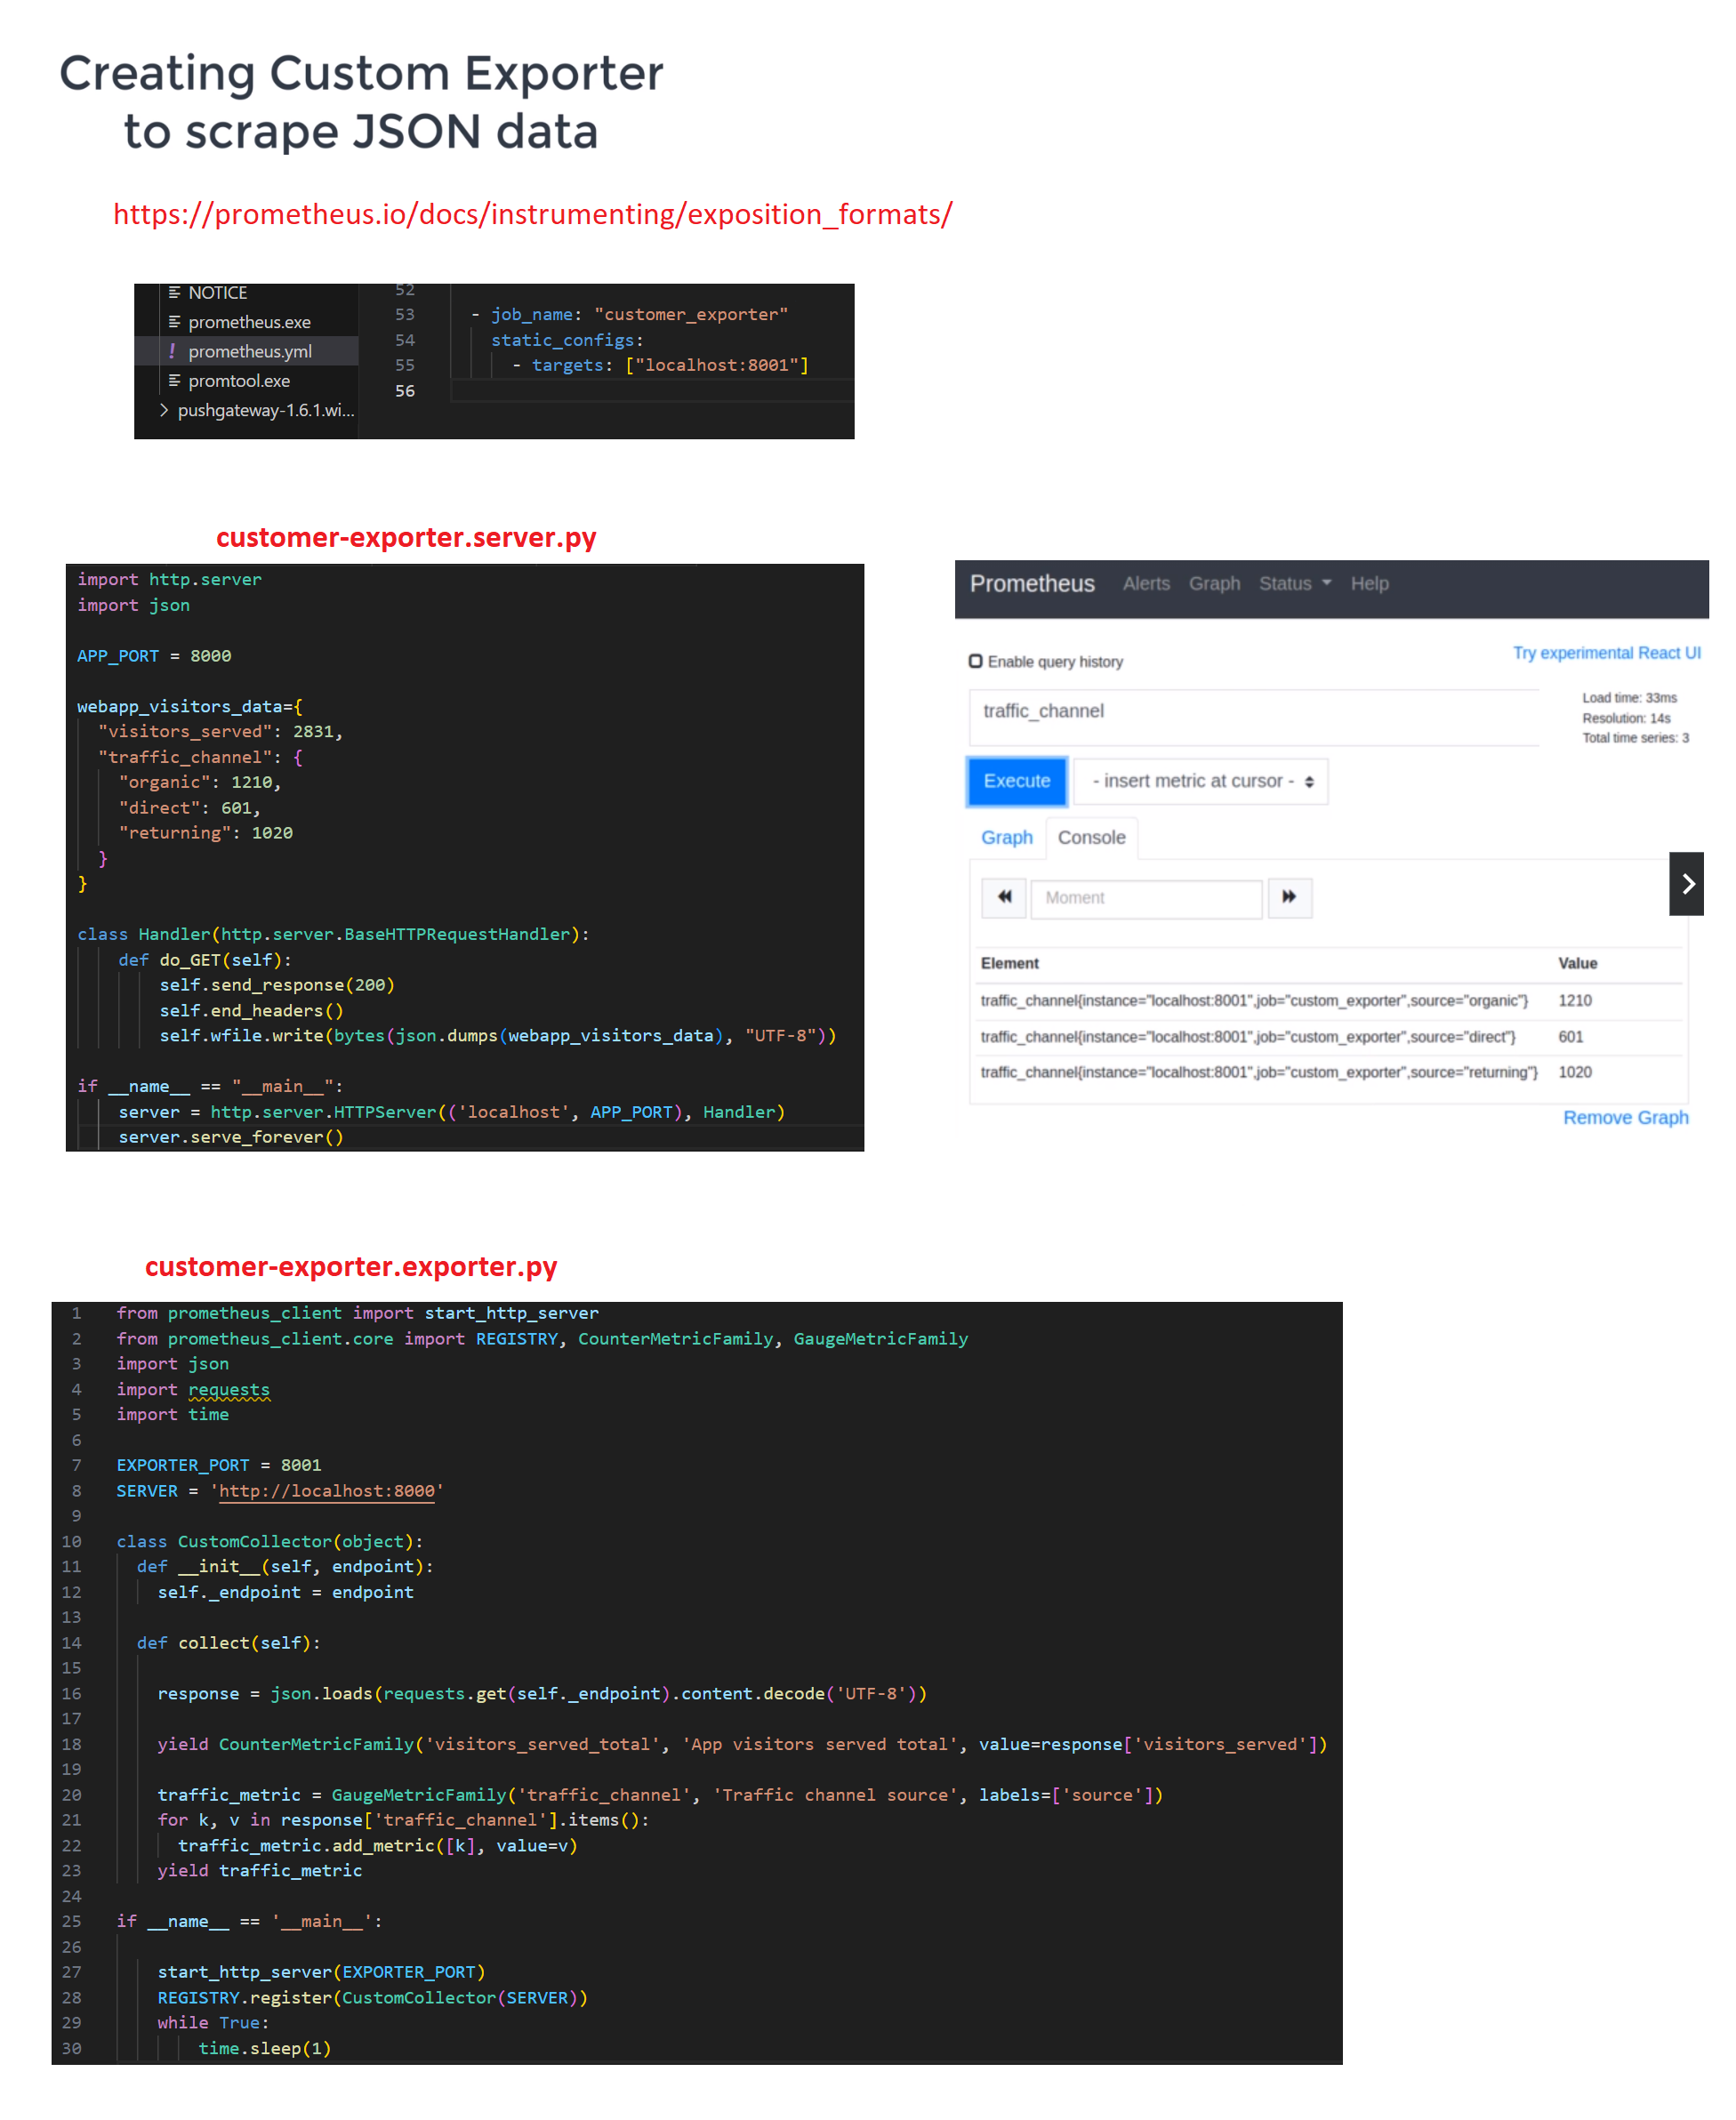 Creating Custom Exporter
to scrape JSON data
https://prometheus.io/docs/instrumenting/exposition_formats/
NOTICE
prometheus.exe
! prometheus.yml
promtool.exe
> pushgateway-1.6.1.wi...
52
53 - job_name: "customer_exporter"
54 static_configs:
55 - targets: ["localhost:8001"]
56
customer-exporter.server.py
import http.server
import json
APP_PORT = 8000
webapp_visitors_data={
"visitors_served": 2831,
"traffic_channel": {
"organic": 1210,
"direct": 601,
"returning": 1020
}
}
class Handler(http.server.BaseHTTPRequestHandler):
def do_GET(self):
self.send_response(200)
self.end_headers()
self.wfile.write(bytes(json.dumps(webapp_visitors_data), "UTF-8"))
if __name__ == "__main__":
server = http.server.HTTPServer(('localhost', APP_PORT), Handler)
server.serve_forever()
Prometheus Alerts Graph Status Help
Enable query history
Try experimental React UI
traffic_channel
Load time: 33ms
Resolution: 14s
Total time series: 3
Execute
- insert metric at cursor -
Graph Console
Moment
Element Value
traffic_channel{instance="localhost:8001",job="custom_exporter",source="organic"} 1210
traffic_channel{instance="localhost:8001",job="custom_exporter",source="direct"} 601
traffic_channel{instance="localhost:8001",job="custom_exporter",source="returning"} 1020
Remove Graph
customer-exporter.exporter.py
1 from prometheus_client import start_http_server
2 from prometheus_client.core import REGISTRY, CounterMetricFamily, GaugeMetricFamily
3 import json
4 import requests
5 import time
6
7 EXPORTER_PORT = 8001
8 SERVER = 'http://localhost:8000'
9
10 class CustomCollector(object):
11 def __init__(self, endpoint):
12 self._endpoint = endpoint
13
14 def collect(self):
15
16 response = json.loads(requests.get(self._endpoint).content.decode('UTF-8'))
17
18 yield CounterMetricFamily('visitors_served_total', 'App visitors served total', value=response['visitors_served'])
19
20 traffic_metric = GaugeMetricFamily('traffic_channel', 'Traffic channel source', labels=['source'])
21 for k, v in response['traffic_channel'].items():
22 traffic_metric.add_metric([k], value=v)
23 yield traffic_metric
24
25 if __name__ == '__main__':
26
27 start_http_server(EXPORTER_PORT)
28 REGISTRY.register(CustomCollector(SERVER))
29 while True:
30 time.sleep(1)